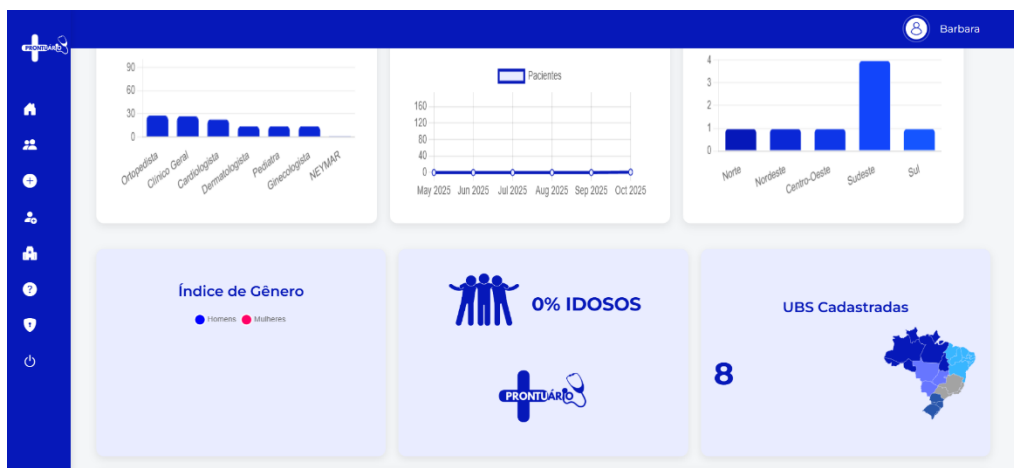 PRONTUÁRIO
Barbara
90
60
30
0
Ortopedista
Clínico Geral
Cardiologista
Dermatologista
Pediatra
Ginecologista
NEYMAR
Pacientes
160
120
80
40
0
May 2025 Jun 2025 Jul 2025 Aug 2025 Sep 2025 Oct 2025
4
3
2
1
0
Norte
Nordeste
Centro-Oeste
Sudeste
Sul
Índice de Gênero
Homens Mulheres
0% IDOSOS
PRONTUÁRIO
UBS Cadastradas
8